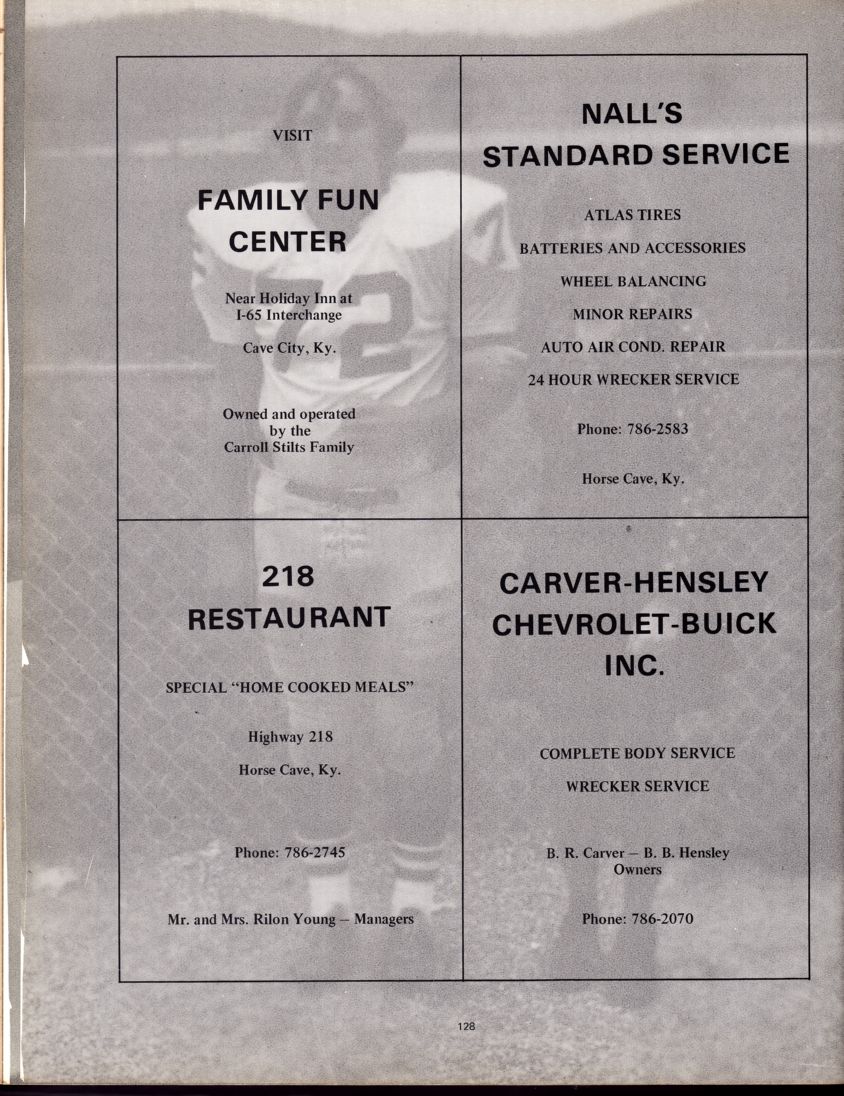 VISIT
FAMILY FUN
CENTER
Near Holiday Inn at
I-65 Interchange
Cave City, Ky.
Owned and operated
by the
Carroll Stilts Family
NALL'S
STANDARD SERVICE
ATLAS TIRES
BATTERIES AND ACCESSORIES
WHEEL BALANCING
MINOR REPAIRS
AUTO AIR COND. REPAIR
24 HOUR WRECKER SERVICE
Phone: 786-2583
Horse Cave, Ky.
72
218
RESTAURANT
SPECIAL “HOME COOKED MEALS”
Highway 218
Horse Cave, Ky.
Phone: 786-2745
Mr. and Mrs. Rilon Young — Managers
CARVER-HENSLEY
CHEVROLET-BUICK
INC.
COMPLETE BODY SERVICE
WRECKER SERVICE
B. R. Carver — B. B. Hensley
Owners
Phone: 786-2070
128